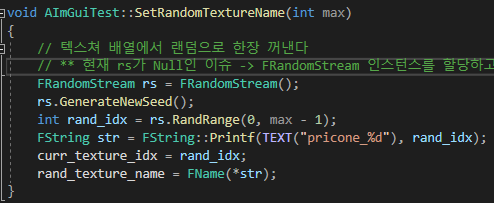 void AImGuiTest::SetRandomTextureName(int max)
{
// 텍스쳐 배열에서 랜덤으로 한장 꺼낸다
// ** 현재 rs가 Null인 이슈 -> FRandomStream 인스턴스를 할당하고
FRandomStream rs = FRandomStream();
rs.GenerateNewSeed();
int rand_idx = rs.RandRange(0, max - 1);
FString str = FString::Printf(TEXT("pricone_%d"), rand_idx);
curr_texture_idx = rand_idx;
rand_texture_name = FName(*str);
}